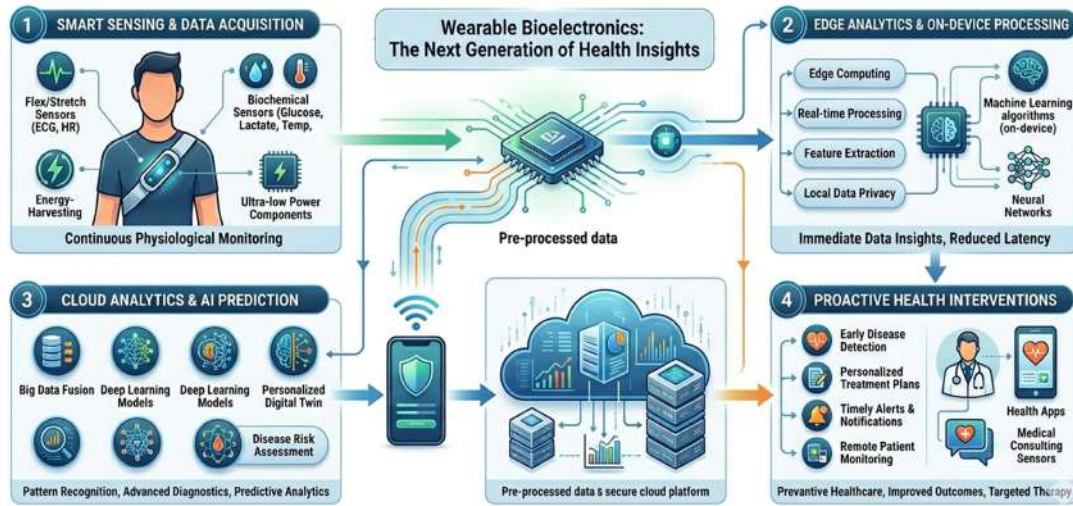 Wearable Bioelectronics:
The Next Generation of Health Insights
1 SMART SENSING & DATA ACQUISITION
Flex/Stretch
Sensors
(ECG, HR)
Biochemical
Sensors (Glucose,
Lactate, Temp,
Energy-
Harvesting
Ultra-low Power
Components
Continuous Physiological Monitoring
Pre-processed data
2 EDGE ANALYTICS & ON-DEVICE PROCESSING
Edge Computing
Real-time Processing
Feature Extraction
Local Data Privacy
Machine Learning
algorithms
(on-device)
Neural
Networks
Immediate Data Insights, Reduced Latency
3 CLOUD ANALYTICS & AI PREDICTION
Big Data Fusion
Deep Learning
Models
Deep Learning
Models
Personalized
Digital Twin
Disease Risk
Assessment
Pattern Recognition, Advanced Diagnostics, Predictive Analytics
Pre-processed data & secure cloud platform
4 PROACTIVE HEALTH INTERVENTIONS
Early Disease
Detection
Personalized
Treatment Plans
Timely Alerts &
Notifications
Remote Patient
Monitoring
Health Apps
Medical
Consulting
Sensors
Prevantive Healthcare, Improved Outcomes, Targeted Therapy